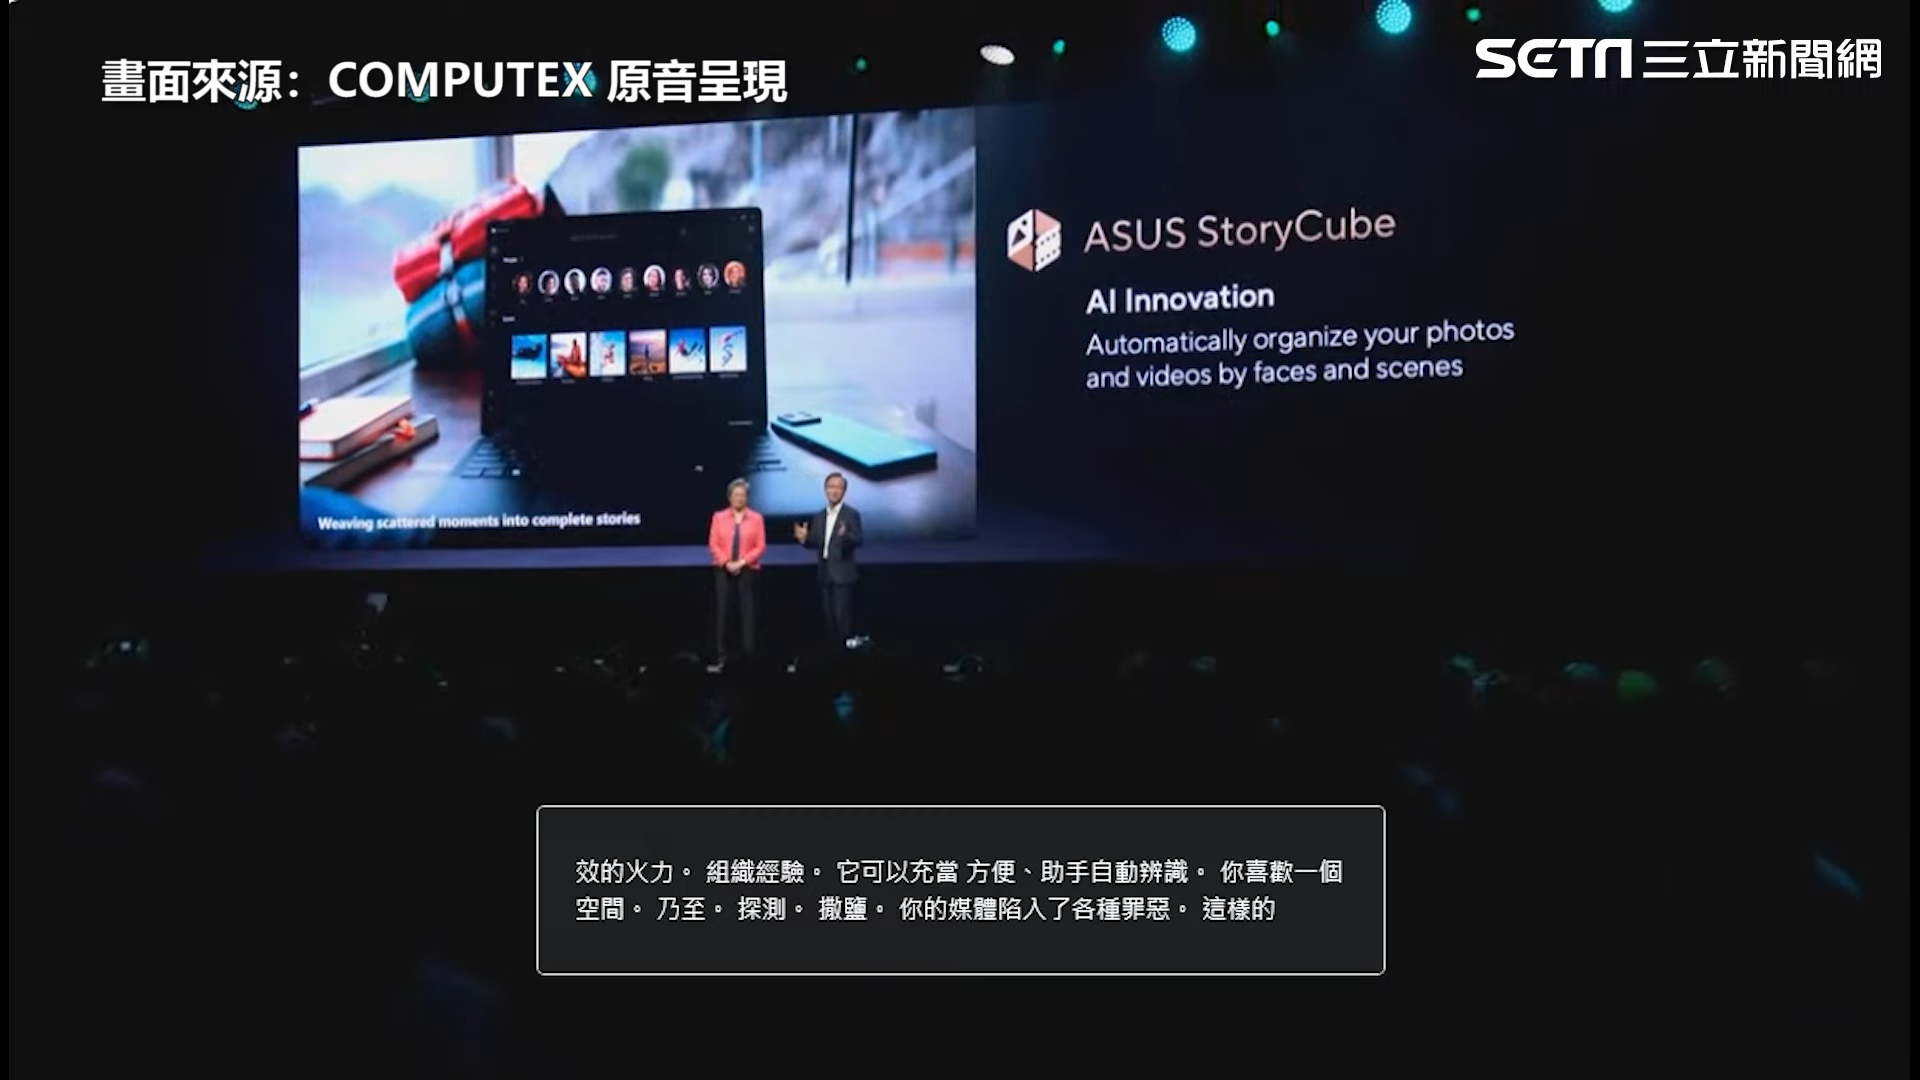 畫面來源：COMPUTEX 原音呈現
SETN三立新聞網
ASUS StoryCube
AI Innovation
Automatically organize your photos
and videos by faces and scenes
Weaving scattered moments into complete stories
效的火力。 組織經驗。 它可以充當 方便、助手自動辨識。 你喜歡一個
空間。 乃至。 探測。 撒鹽。 你的媒體陷入了各種罪惡。 這樣的